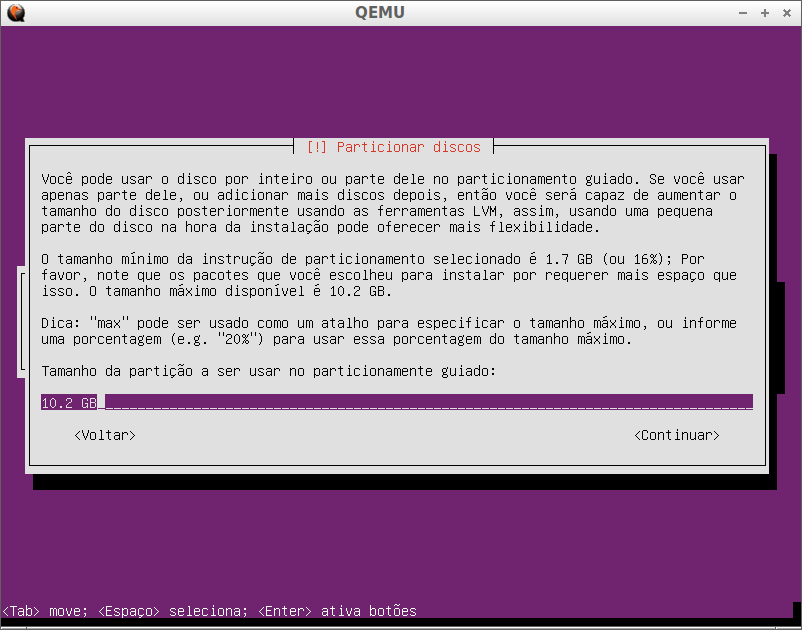 QEMU
[!] Particionar discos
Você pode usar o disco por inteiro ou parte dele no particionamento guiado. Se você usar
apenas parte dele, ou adicionar mais discos depois, então você será capaz de aumentar o
tamanho do disco posteriormente usando as ferramentas LVM, assim, usando uma pequena
parte do disco na hora da instalação pode oferecer mais flexibilidade.
O tamanho mínimo da instrução de particionamento selecionado é 1.7 GB (ou 16%); Por
favor, note que os pacotes que você escolheu para instalar por requerer mais espaço que
isso. O tamanho máximo disponível é 10.2 GB.
Dica: "max" pode ser usado como um atalho para especificar o tamanho máximo, ou informe
uma porcentagem (e.g. "20%") para usar essa porcentagem do tamanho máximo.
Tamanho da partição a ser usar no particionamente guiado:
10.2 GB
<Voltar> <Continuar>
<Tab> move; <Espaço> seleciona; <Enter> ativa botões